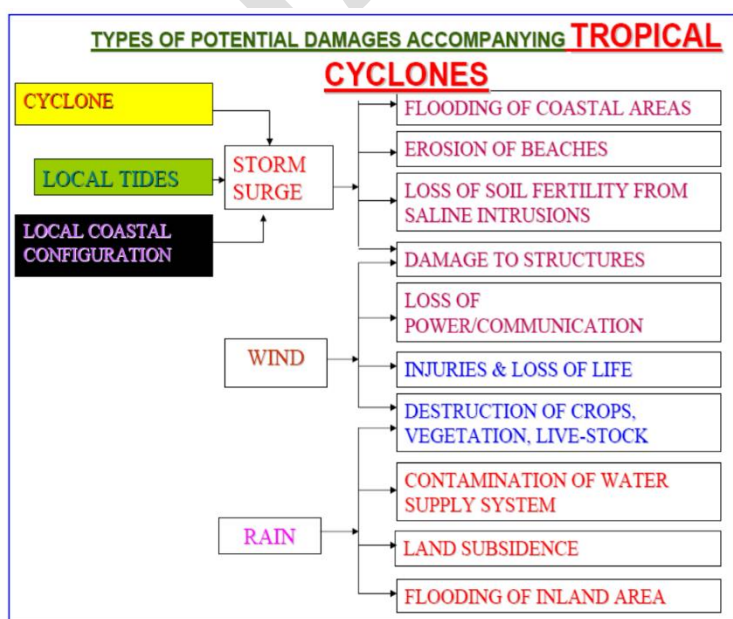 TYPES OF POTENTIAL DAMAGES ACCOMPANYING TROPICAL
CYCLONES
CYCLONE
LOCAL TIDES
LOCAL COASTAL
CONFIGURATION
STORM
SURGE
FLOODING OF COASTAL AREAS
EROSION OF BEACHES
LOSS OF SOIL FERTILITY FROM
SALINE INTRUSIONS
DAMAGE TO STRUCTURES
LOSS OF
POWER/COMMUNICATION
WIND
INJURIES & LOSS OF LIFE
DESTRUCTION OF CROPS,
VEGETATION, LIVE-STOCK
CONTAMINATION OF WATER
SUPPLY SYSTEM
RAIN
LAND SUBSIDENCE
FLOODING OF INLAND AREA